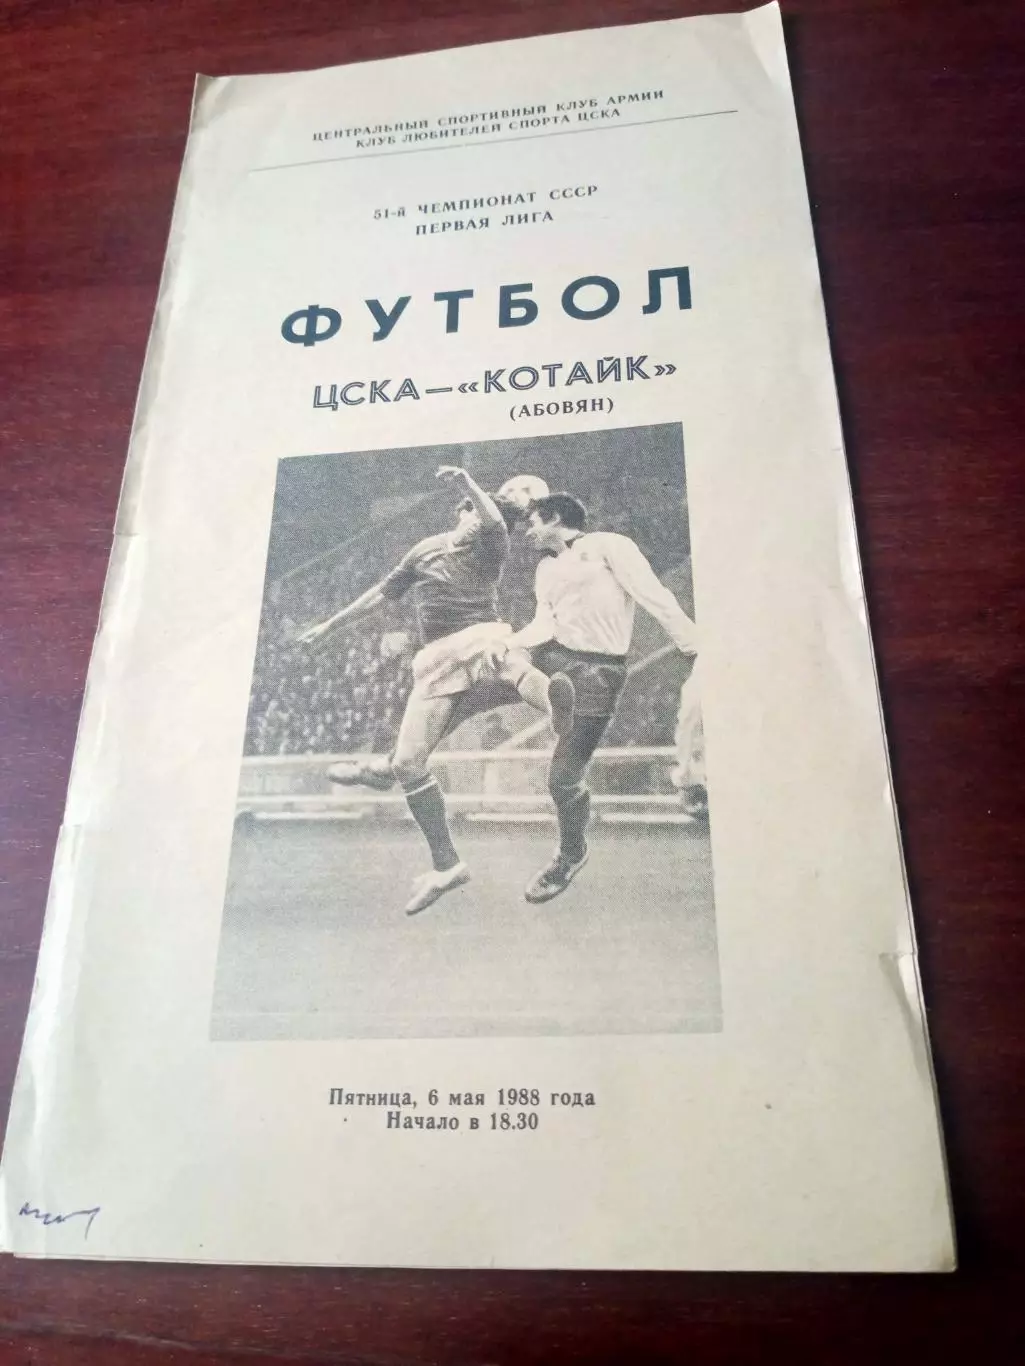 ЦЕНТРАЛЬНЫЙ СПОРТИВНЫЙ КЛУБ АРМИИ
КЛУБ ЛЮБИТЕЛЕЙ СПОРТА ЦСКА
51-й ЧЕМПИОНАТ СССР
ПЕРВАЯ ЛИГА
ФУТБОЛ
ЦСКА—«КОТАЙК»
(АБОВЯН)
Пятница, 6 мая 1988 года
Начало в 18.30